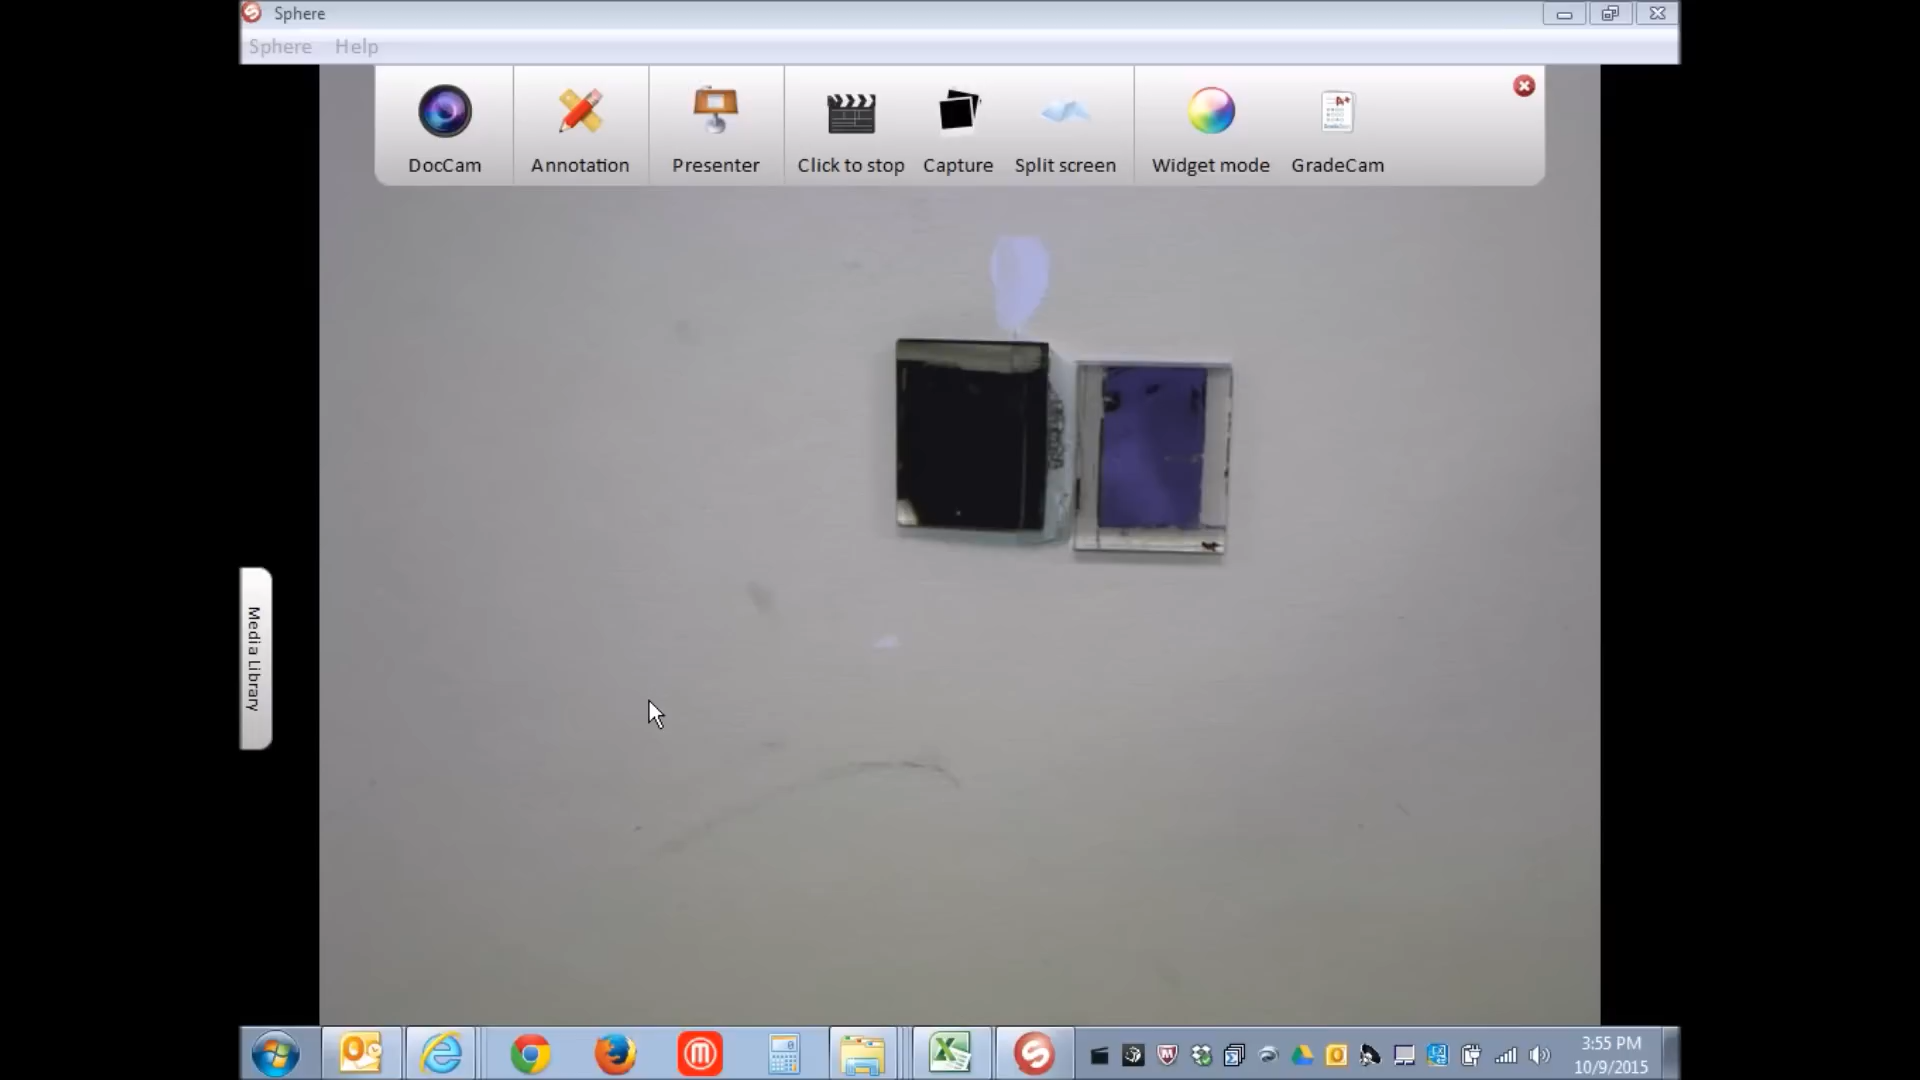 Sphere
Sphere Help
DocCam Annotation Presenter Click to stop Capture Split screen Widget mode GradeCam
Media Library
3:55 PM
10/9/2015